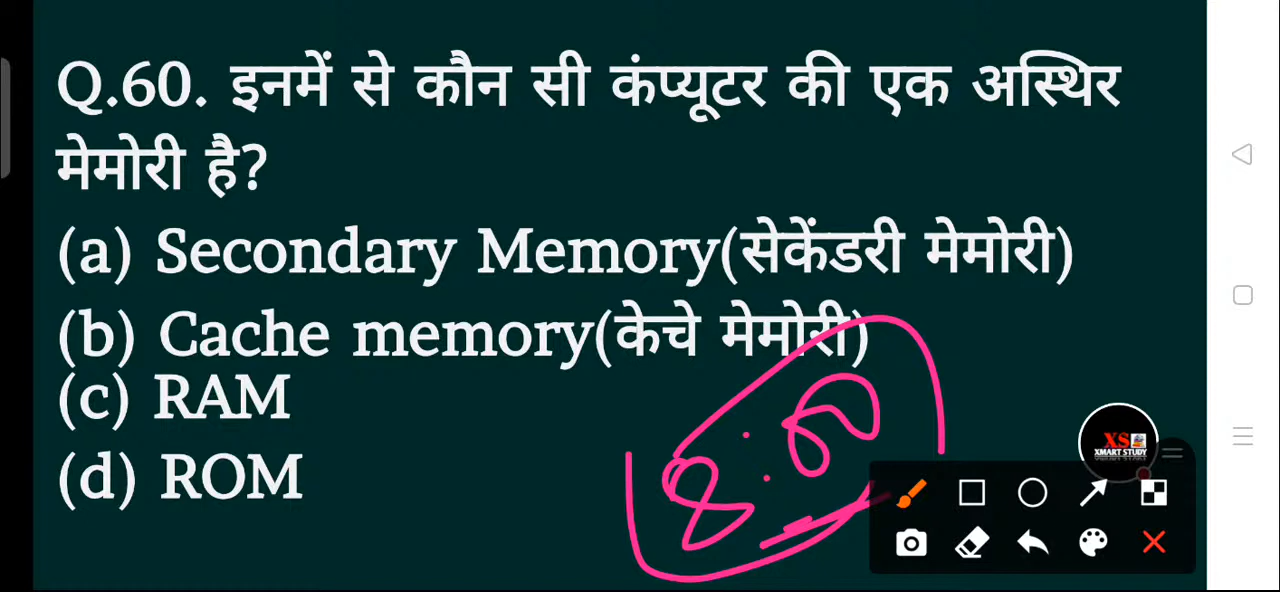 Q.60. इनमें से कौन सी कंप्यूटर की एक अस्थिर
मेमोरी है?
(a) Secondary Memory(सेकेंडरी मेमोरी)
(b) Cache memory(केचे मेमोरी)
(c) RAM
(d) ROM
XS
XMART STUDY